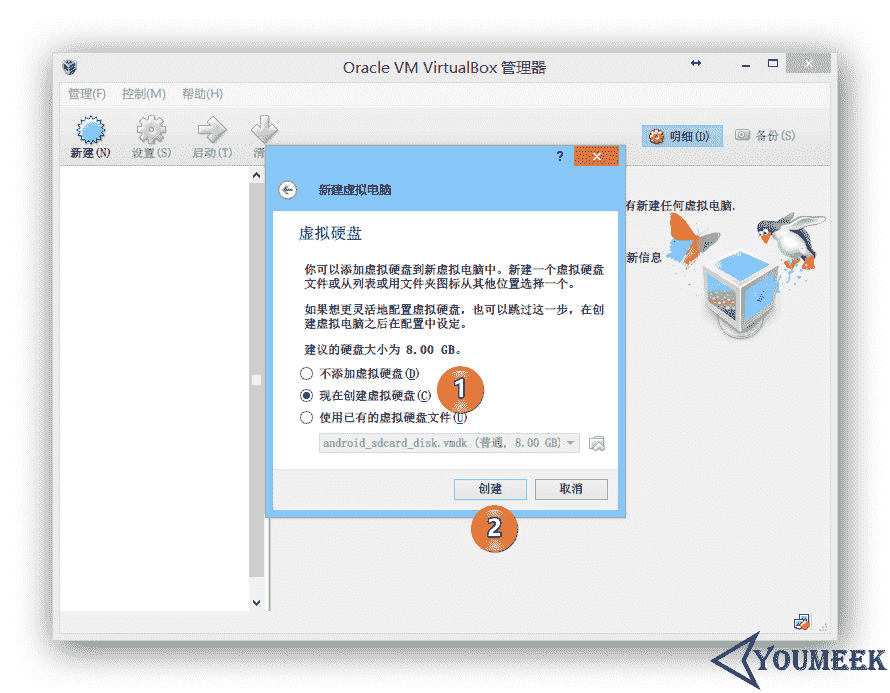 Oracle VM VirtualBox 管理器
管理(F) 控制(M) 帮助(H)
新建(N) 设置(S) 启动(T) 清
明细(D) 备份(S)
?
新建虚拟电脑
有新建任何虚拟电脑.
新信息
虚拟硬盘
你可以添加虚拟硬盘到新虚拟电脑中。新建一个虚拟硬盘
文件或从列表或用文件夹图标从其他位置选择一个。
如果想更灵活地配置虚拟硬盘，也可以跳过这一步，在创
建虚拟电脑之后在配置中设定。
建议的硬盘大小为 8.00 GB。
不添加虚拟硬盘(D)
现在创建虚拟硬盘(C)
1
使用已有的虚拟硬盘文件(U)
android_sdcard_disk.vmdk (普通, 8.00 GB)
创建 取消
2
YOUMEEK